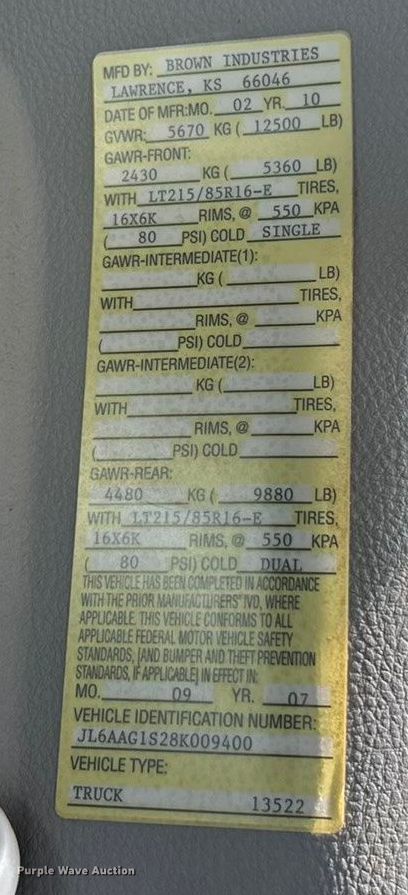 MFD BY: BROWN INDUSTRIES
LAWRENCE, KS 66046
DATE OF MFR:MO. 02 YR. 10
GVWR: 5670 KG ( 12500 LB)
GAWR-FRONT:
2430 KG ( 5360 LB)
WITH LT215/85R16-E TIRES,
16X6K RIMS, @ 550 KPA
( 80 PSI) COLD SINGLE
GAWR-INTERMEDIATE(1):
KG ( LB)
WITH TIRES,
RIMS, @ KPA
( PSI) COLD
GAWR-INTERMEDIATE(2):
KG ( LB)
WITH TIRES,
RIMS, @ KPA
( PSI) COLD
GAWR-REAR:
4480 KG ( 9880 LB)
WITH LT215/85R16-E TIRES,
16X6K RIMS, @ 550 KPA
( 80 PSI) COLD DUAL
THIS VEHICLE HAS BEEN COMPLETED IN ACCORDANCE
WITH THE PRIOR MANUFACTURERS' IVD, WHERE
APPLICABLE. THIS VEHICLE CONFORMS TO ALL
APPLICABLE FEDERAL MOTOR VEHICLE SAFETY
STANDARDS, [AND BUMPER AND THEFT PREVENTION
STANDARDS, IF APPLICABLE] IN EFFECT IN:
MO. 09 YR. 07
VEHICLE IDENTIFICATION NUMBER:
JL6AAG1S28K009400
VEHICLE TYPE:
TRUCK 13522
Purple Wave Auction